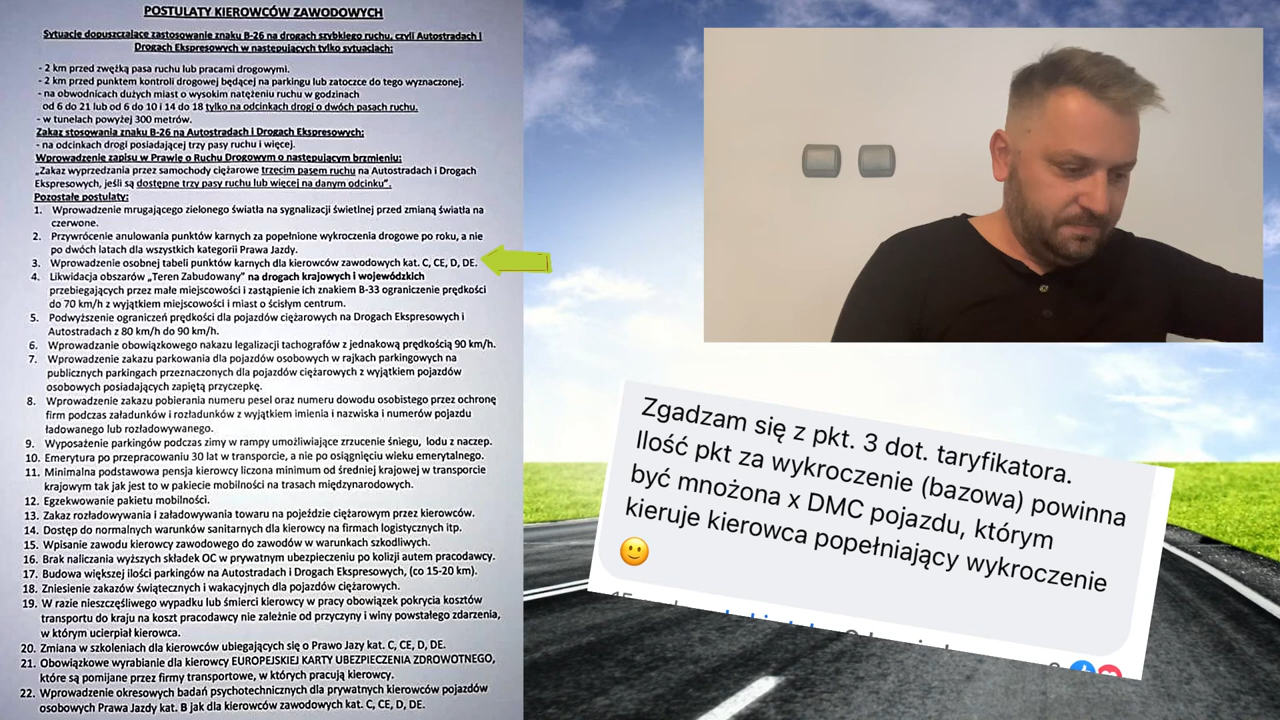 POSTULATY KIEROWCÓW ZAWODOWYCH
Sytuacje dopuszczające zastosowanie znaku B-26 na drogach szybkiego ruchu, czyli Autostradach i
Drogach Ekspresowych w następujących tylko sytuacjach:
- 2 km przed zwężką pasa ruchu lub pracami drogowymi.
- 2 km przed punktem kontroli drogowej będącej na parkingu lub zatoczce do tego wyznaczonej.
- na obwodnicach dużych miast o wysokim natężeniu ruchu w godzinach
od 6 do 21 lub od 6 do 10 i 14 do 18 tylko na odcinkach drogi o dwóch pasach ruchu.
- w tunelach powyżej 300 metrów.
Zakaz stosowania znaku B-26 na Autostradach i Drogach Ekspresowych:
- na odcinkach drogi posiadającej trzy pasy ruchu i więcej.
Wprowadzenie zapisu w Prawie o Ruchu Drogowym o następującym brzmieniu:
„Zakaz wyprzedzania przez samochody ciężarowe trzecim pasem ruchu na Autostradach i Drogach
Ekspresowych, jeśli są dostępne trzy pasy ruchu lub więcej na danym odcinku”.
Pozostałe postulaty:
1. Wprowadzenie mrugającego zielonego światła na sygnalizacji świetlnej przed zmianą światła na
czerwone.
2. Przywrócenie anulowania punktów karnych za popełnione wykroczenia drogowe po roku, a nie
po dwóch latach dla wszystkich kategorii Prawa Jazdy.
3. Wprowadzenie osobnej tabeli punktów karnych dla kierowców zawodowych kat. C, CE, D, DE.
4. Likwidacja obszarów „Teren Zabudowany” na drogach krajowych i wojewódzkich
przebiegających przez małe miejscowości i zastąpienie ich znakiem B-33 ograniczenie prędkości
do 70 km/h z wyjątkiem miejscowości i miast o ścisłym centrum.
5. Podwyższenie ograniczeń prędkości dla pojazdów ciężarowych na Drogach Ekspresowych i
Autostradach z 80 km/h do 90 km/h.
6. Wprowadzenie obowiązkowego nakazu legalizacji tachografów z jednakową prędkością 90 km/h.
7. Wprowadzenie zakazu parkowania dla pojazdów osobowych w rajkach parkingowych na
publicznych parkingach przeznaczonych dla pojazdów ciężarowych z wyjątkiem pojazdów
osobowych posiadających zapiętą przyczepkę.
8. Wprowadzenie zakazu pobierania numeru pesel oraz numeru dowodu osobistego przez ochronę
firm podczas załadunków i rozładunków z wyjątkiem imienia i nazwiska i numerów pojazdu
ładowanego lub rozładowywanego.
9. Wyposażenie parkingów podczas zimy w rampy umożliwiające zrzucenie śniegu, lodu z naczep.
10. Emerytura po przepracowaniu 30 lat w transporcie, a nie po osiągnięciu wieku emerytalnego.
11. Minimalna podstawowa pensja kierowcy liczona minimum od średniej krajowej w transporcie
krajowym tak jak jest to w pakiecie mobilności na trasach międzynarodowych.
12. Egzekwowanie pakietu mobilności.
13. Zakaz rozładowywania i załadowywania towaru na pojeździe ciężarowym przez kierowców.
14. Dostęp do normalnych warunków sanitarnych dla kierowcy na firmach logistycznych itp.
15. Wpisanie zawodu kierowcy zawodowego do zawodów w warunkach szkodliwych.
16. Brak naliczania wyższych składek OC w prywatnym ubezpieczeniu po kolizji autem pracodawcy.
17. Budowa większej ilości parkingów na Autostradach i Drogach Ekspresowych, (co 15-20 km).
18. Zniesienie zakazów świątecznych i wakacyjnych dla pojazdów ciężarowych.
19. W razie nieszczęśliwego wypadku lub śmierci kierowcy w pracy obowiązek pokrycia kosztów
transportu do kraju na koszt pracodawcy nie zależnie od przyczyny i winy powstałego zdarzenia,
w którym ucierpiał kierowca.
20. Zmiana w szkoleniach dla kierowców ubiegających się o Prawo Jazy kat. C, CE, D, DE.
21. Obowiązkowe wyrabianie dla kierowcy EUROPEJSKIEJ KARTY UBEZPIECZENIA ZDROWOTNEGO,
które są pomijane przez firmy transportowe, w których pracują kierowcy.
22. Wprowadzenie okresowych badań psychotechnicznych dla prywatnych kierowców pojazdów
osobowych Prawa Jazdy kat. B jak dla kierowców zawodowych kat. C, CE, D, DE.
Zgadzam się z pkt. 3 dot. taryfikatora.
Ilość pkt za wykroczenie (bazowa) powinna
być mnożona x DMC pojazdu, którym
kieruje kierowca popełniający wykroczenie
🙂